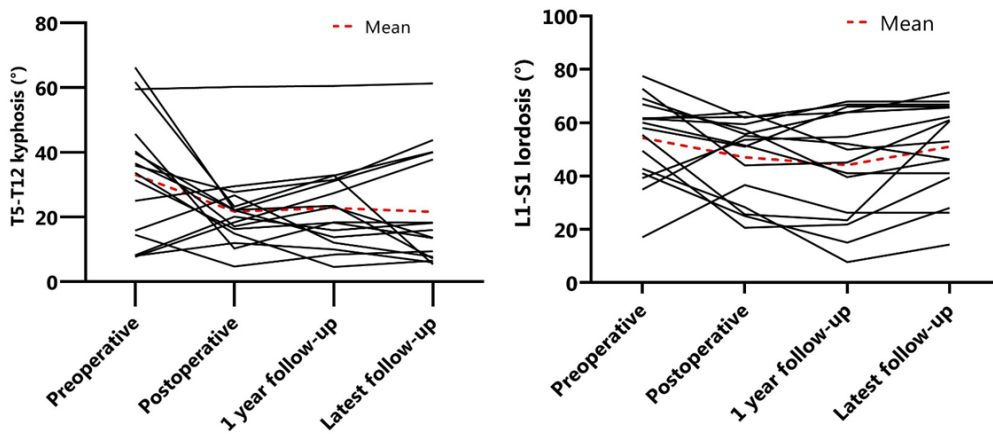 T5-T12 kyphosis (°)
80
60
40
20
0
Mean
Preoperative
Postoperative
1 year follow-up
Latest follow-up
L1-S1 lordosis (°)
100
80
60
40
20
0
Mean
Preoperative
Postoperative
1 year follow-up
Latest follow-up